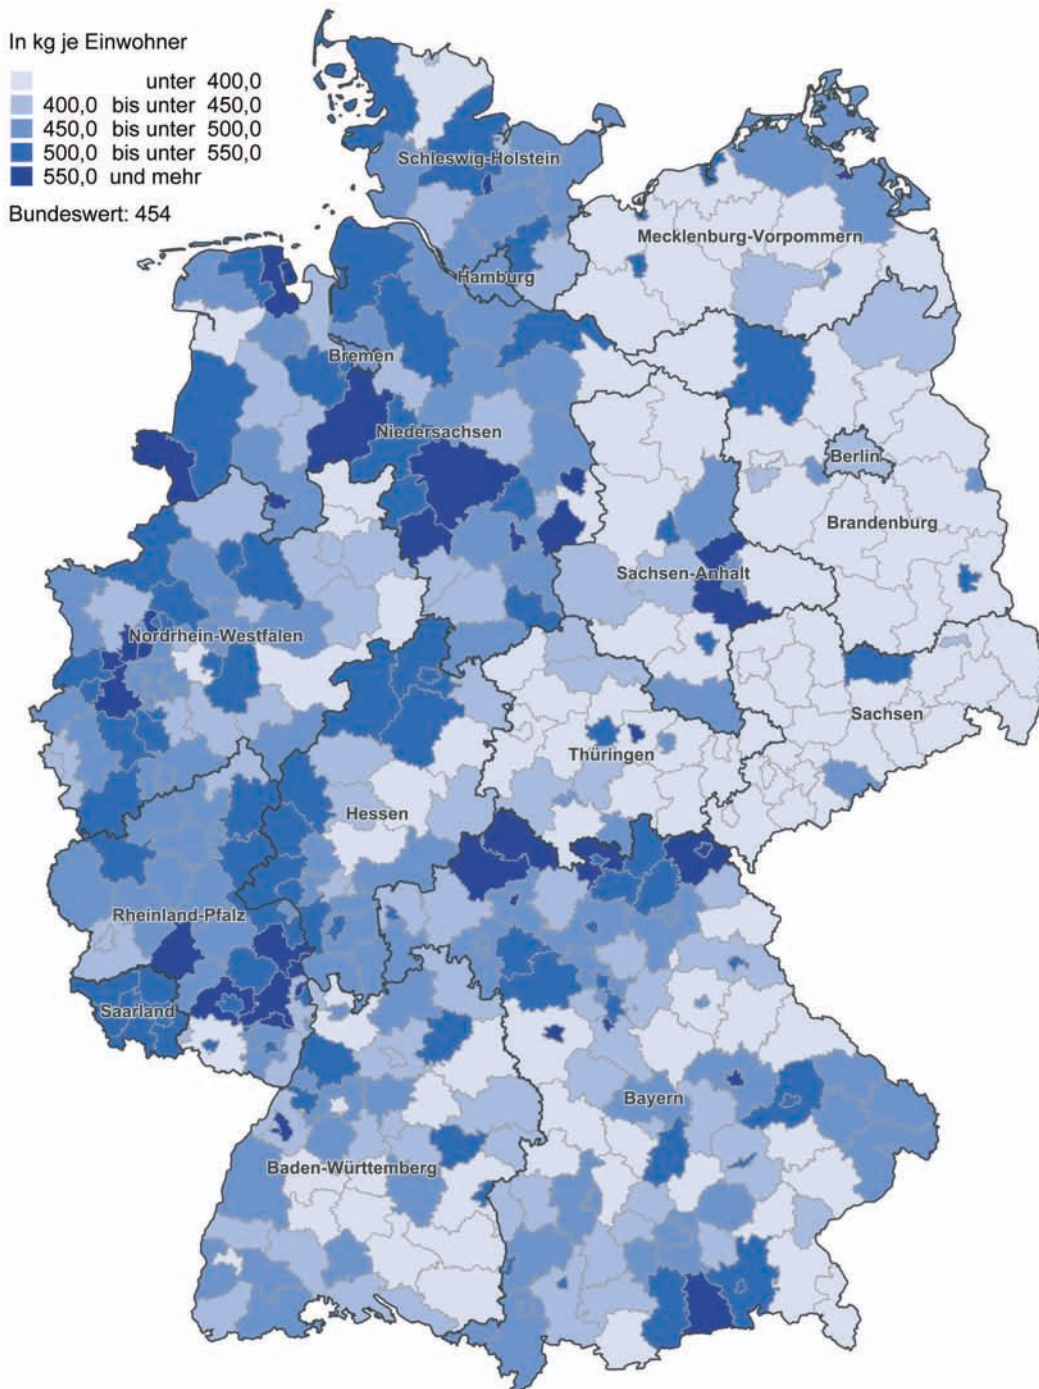 In kg je Einwohner
unter 400,0
400,0 bis unter 450,0
450,0 bis unter 500,0
500,0 bis unter 550,0
550,0 und mehr
Bundeswert: 454
Schleswig-Holstein
Mecklenburg-Vorpommern
Hamburg
Bremen
Niedersachsen
Berlin
Brandenburg
Sachsen-Anhalt
Nordrhein-Westfalen
Sachsen
Thüringen
Hessen
Rheinland-Pfalz
Saarland
Bayern
Baden-Württemberg